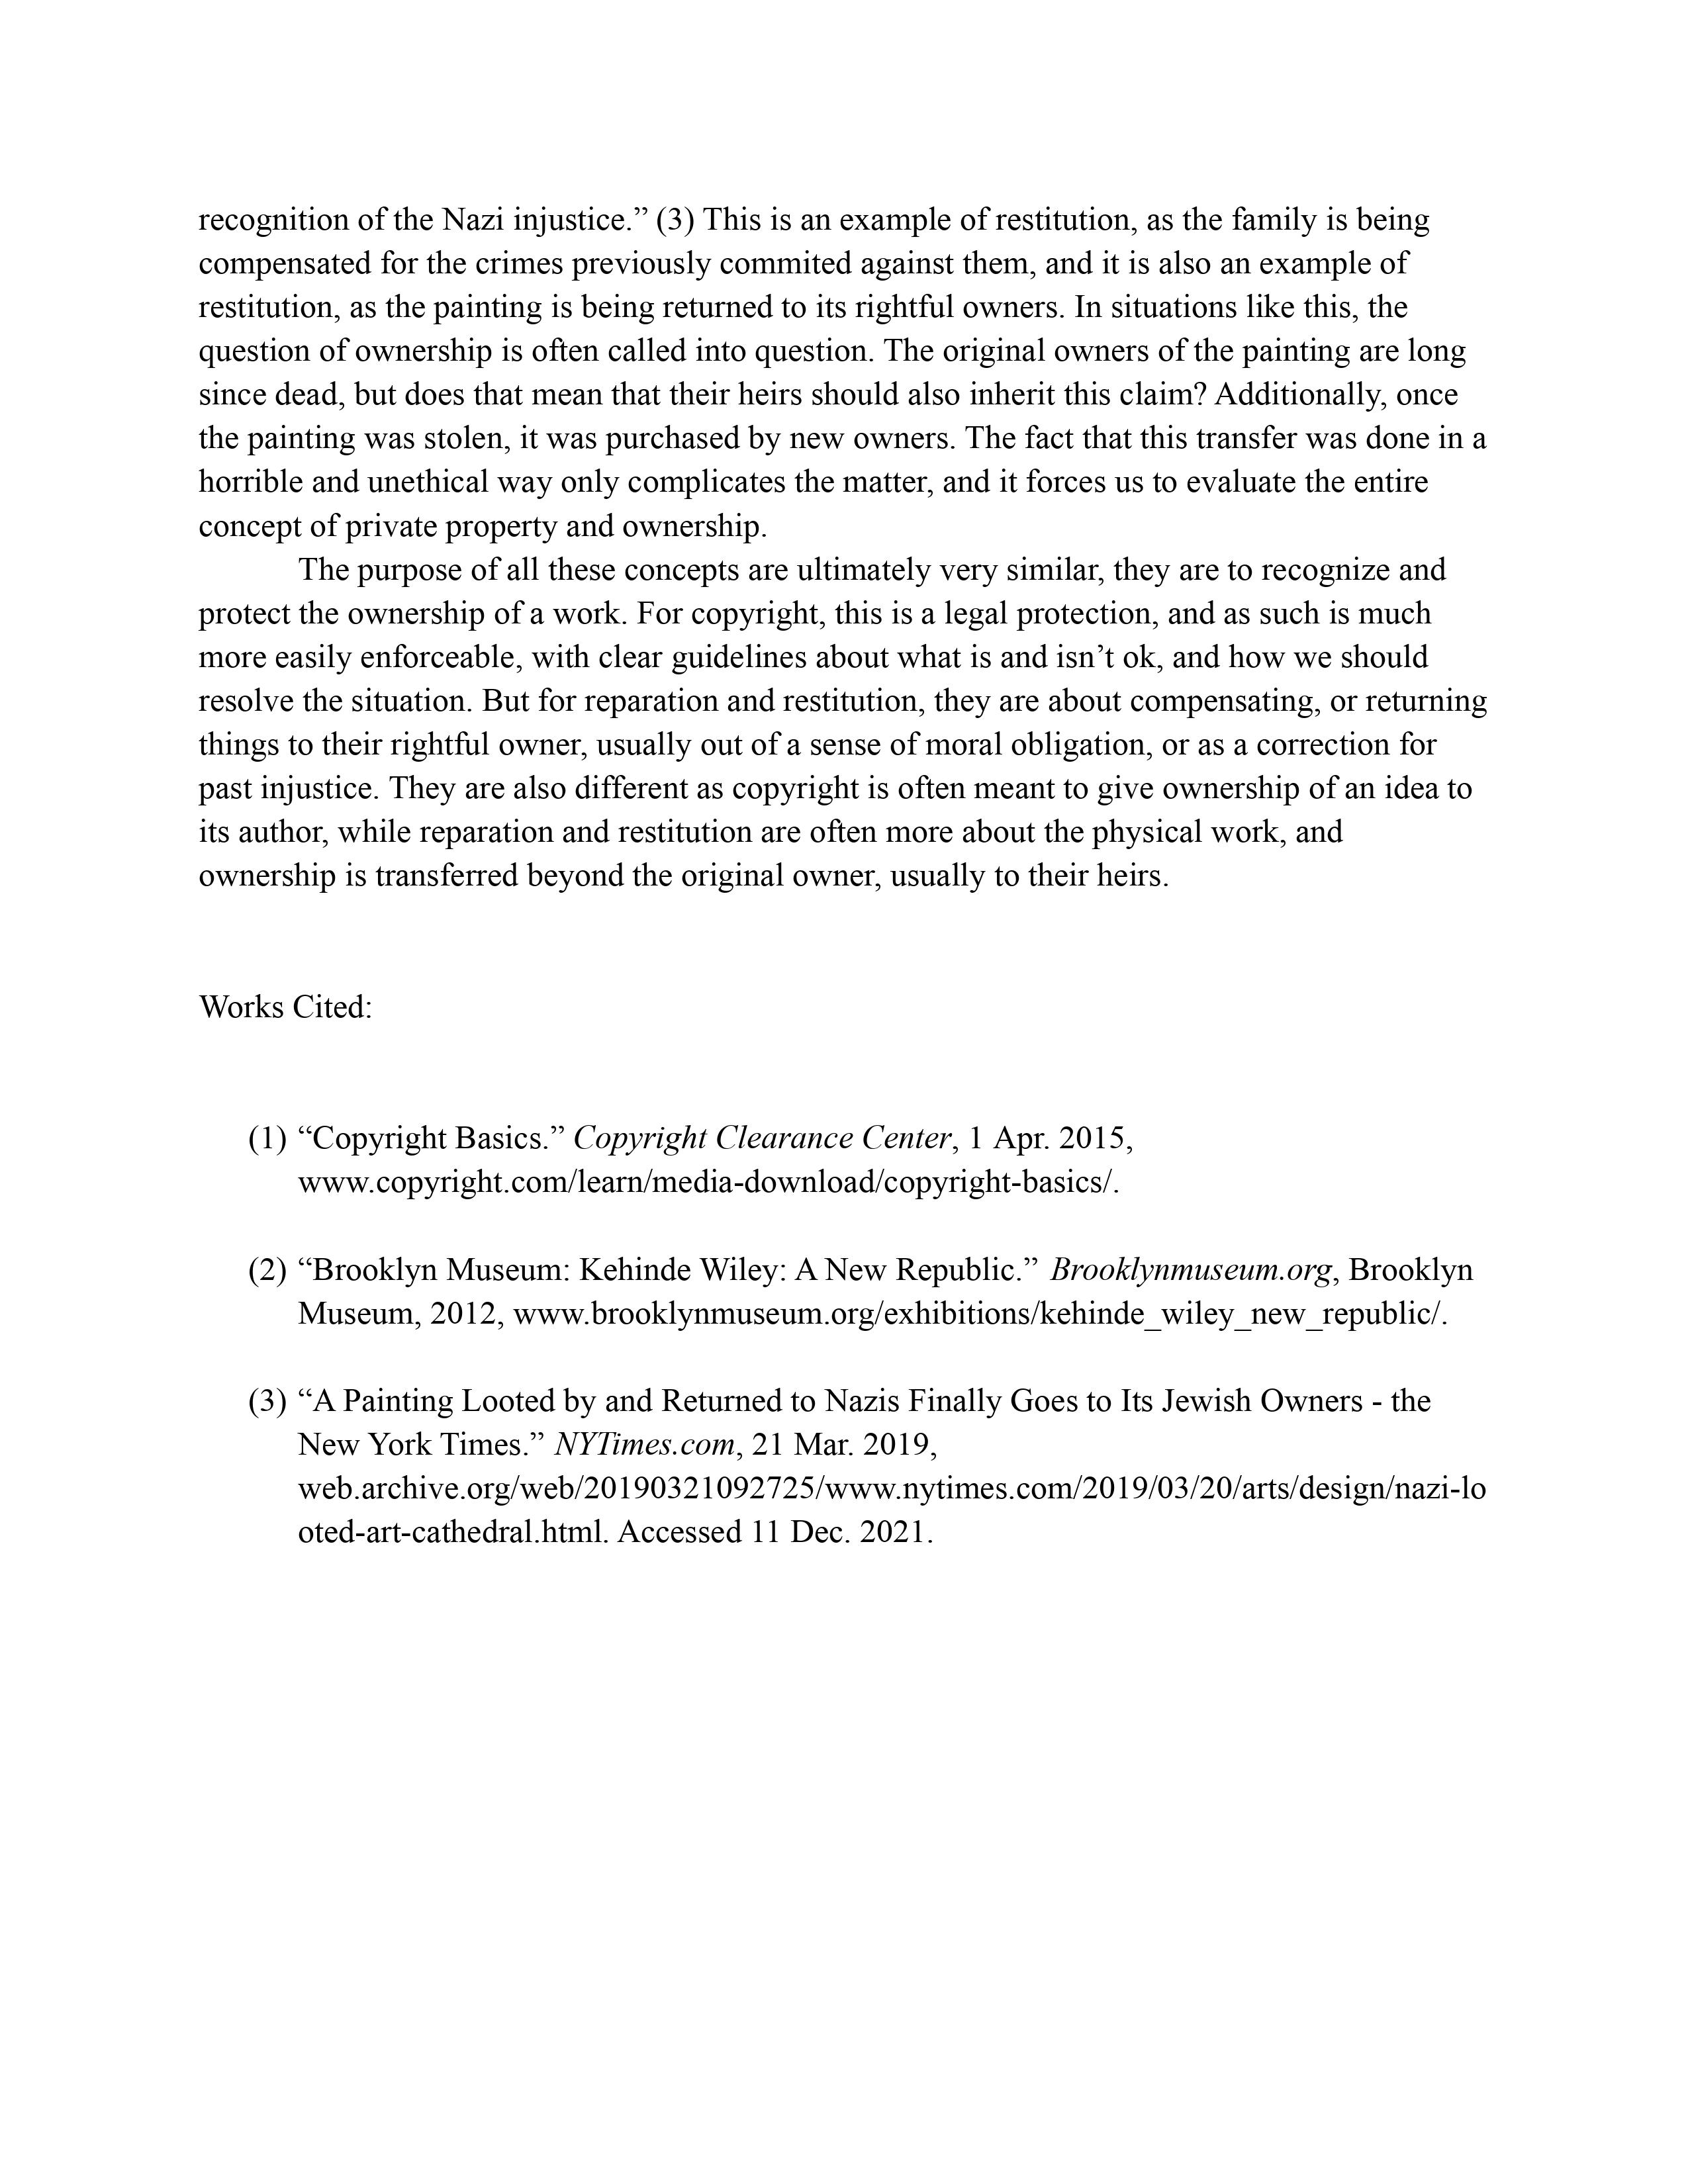 recognition of the Nazi injustice.” (3) This is an example of restitution, as the family is being
compensated for the crimes previously commited against them, and it is also an example of
restitution, as the painting is being returned to its rightful owners. In situations like this, the
question of ownership is often called into question. The original owners of the painting are long
since dead, but does that mean that their heirs should also inherit this claim? Additionally, once
the painting was stolen, it was purchased by new owners. The fact that this transfer was done in a
horrible and unethical way only complicates the matter, and it forces us to evaluate the entire
concept of private property and ownership.
The purpose of all these concepts are ultimately very similar, they are to recognize and
protect the ownership of a work. For copyright, this is a legal protection, and as such is much
more easily enforceable, with clear guidelines about what is and isn’t ok, and how we should
resolve the situation. But for reparation and restitution, they are about compensating, or returning
things to their rightful owner, usually out of a sense of moral obligation, or as a correction for
past injustice. They are also different as copyright is often meant to give ownership of an idea to
its author, while reparation and restitution are often more about the physical work, and
ownership is transferred beyond the original owner, usually to their heirs.
Works Cited:
(1) “Copyright Basics.” Copyright Clearance Center, 1 Apr. 2015,
www.copyright.com/learn/media-download/copyright-basics/.
(2) “Brooklyn Museum: Kehinde Wiley: A New Republic.” Brooklynmuseum.org, Brooklyn
Museum, 2012, www.brooklynmuseum.org/exhibitions/kehinde_wiley_new_republic/.
(3) “A Painting Looted by and Returned to Nazis Finally Goes to Its Jewish Owners - the
New York Times.” NYTimes.com, 21 Mar. 2019,
web.archive.org/web/20190321092725/www.nytimes.com/2019/03/20/arts/design/nazi-lo
oted-art-cathedral.html. Accessed 11 Dec. 2021.